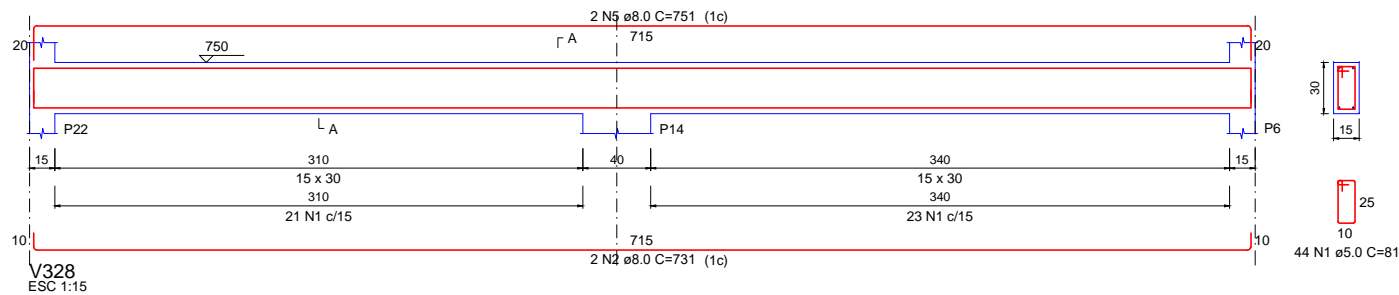 2 N5 ø8.0 C=751 (1c)
715
20
20
A
750
P22
A
P14
P6
30
15
15
310
40
340
15
15 x 30
15 x 30
310
340
21 N1 c/15
23 N1 c/15
25
10
44 N1 ø5.0 C=81
10
715
10
2 N2 ø8.0 C=731 (1c)
V328
ESC 1:15